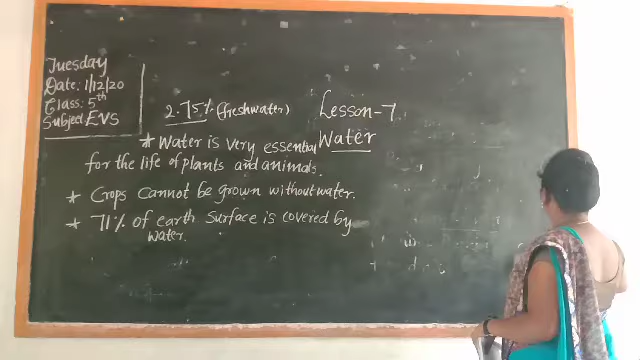 Tuesday
Date: 1/12/20
Class: 5th
Subject: EVS
2.75% (freshwater)
Lesson-7
Water
* Water is very essential
for the life of plants and animals.
* Crops cannot be grown without water.
* 71% of earth surface is covered by
water.